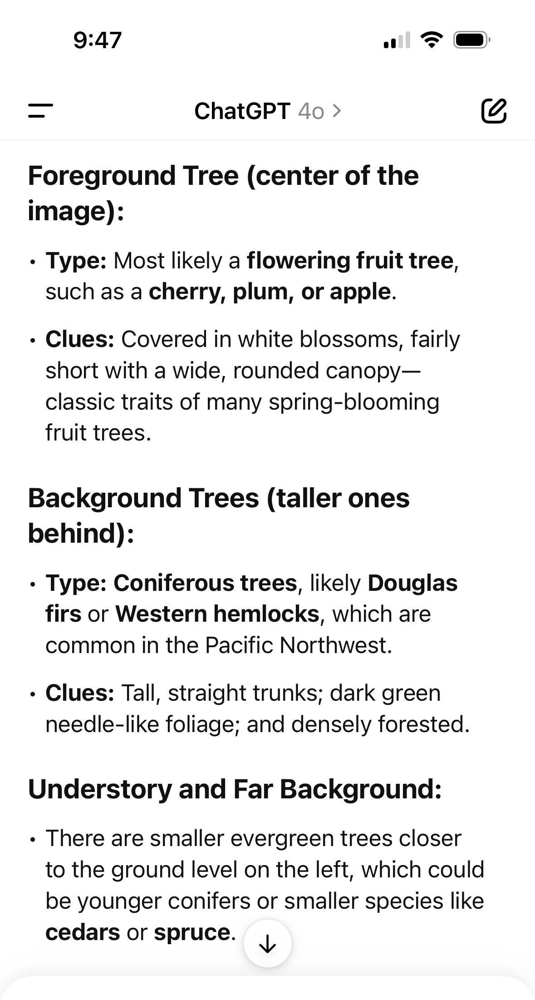 9:47
ChatGPT 4o >
Foreground Tree (center of the
image):
• Type: Most likely a flowering fruit tree,
such as a cherry, plum, or apple.
• Clues: Covered in white blossoms, fairly
short with a wide, rounded canopy—
classic traits of many spring-blooming
fruit trees.
Background Trees (taller ones
behind):
• Type: Coniferous trees, likely Douglas
firs or Western hemlocks, which are
common in the Pacific Northwest.
• Clues: Tall, straight trunks; dark green
needle-like foliage; and densely forested.
Understory and Far Background:
• There are smaller evergreen trees closer
to the ground level on the left, which could
be younger conifers or smaller species like
cedars or spruce.